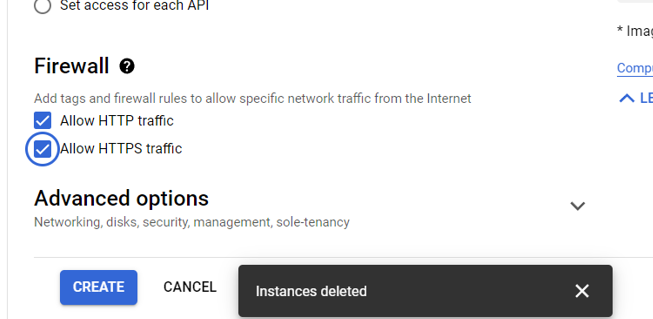 Set access for each API
* Imag
Firewall
Compu
Add tags and firewall rules to allow specific network traffic from the Internet
LE
Allow HTTP traffic
Allow HTTPS traffic
Advanced options
Networking, disks, security, management, sole-tenancy
CREATE
CANCEL
Instances deleted